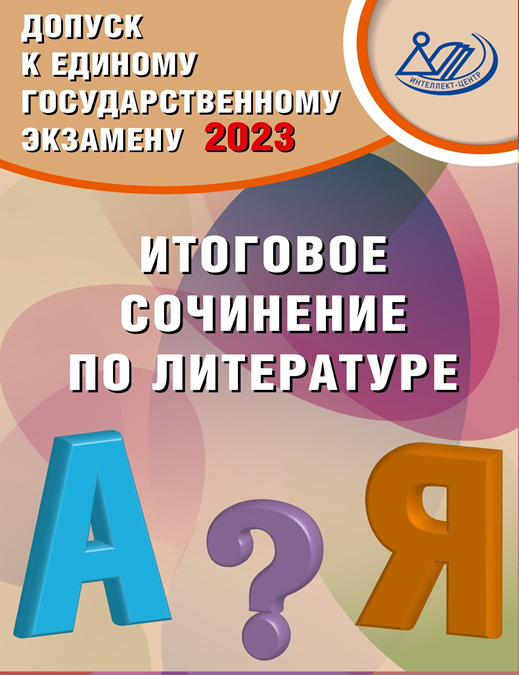 ДОПУСК
К ЕДИНОМУ
ГОСУДАРСТВЕННОМУ
ЭКЗАМЕНУ 2023
ИНТЕЛЛЕКТ-ЦЕНТР
ИТОГОВОЕ
СОЧИНЕНИЕ
ПО ЛИТЕРАТУРЕ
А ? Я